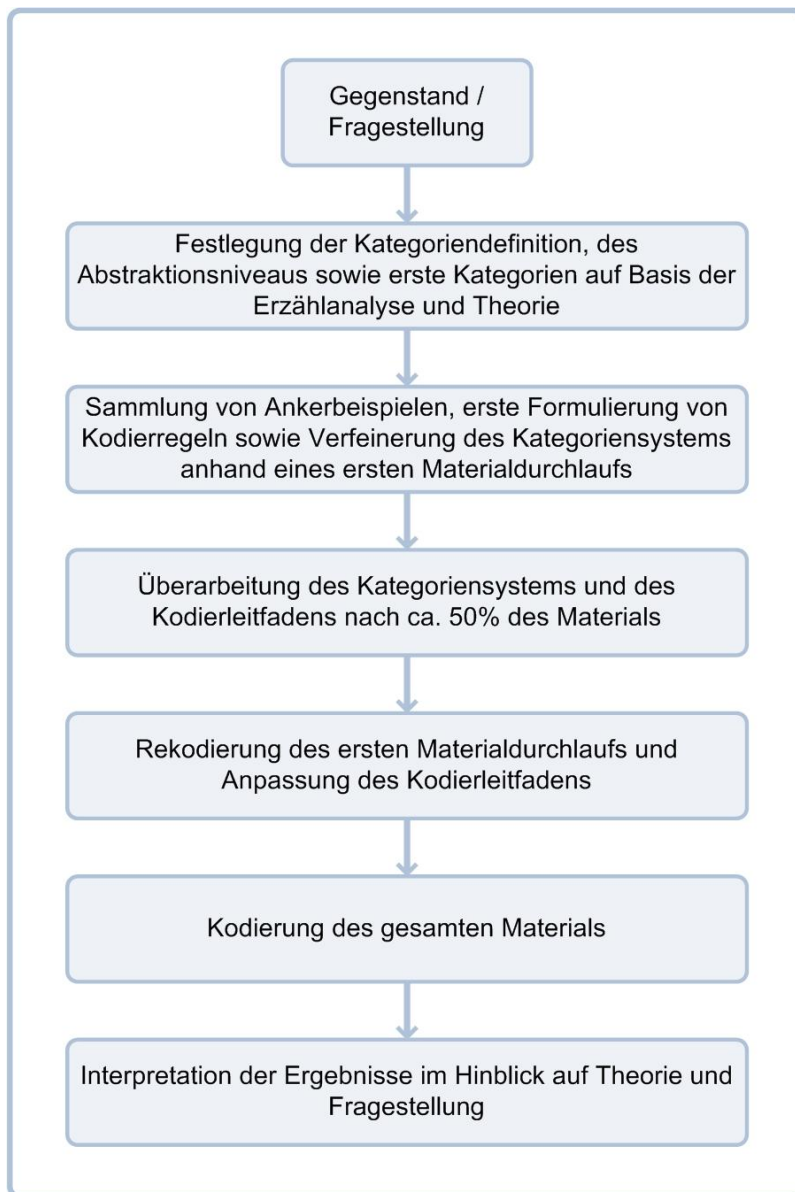 Gegenstand /
Fragestellung
Festlegung der Kategoriendefinition, des
Abstraktionsniveaus sowie erste Kategorien auf Basis der
Erzählanalyse und Theorie
Sammlung von Ankerbeispielen, erste Formulierung von
Kodierregeln sowie Verfeinerung des Kategoriensystems
anhand eines ersten Materialdurchlaufs
Überarbeitung des Kategoriensystems und des
Kodierleitfadens nach ca. 50% des Materials
Rekodierung des ersten Materialdurchlaufs und
Anpassung des Kodierleitfadens
Kodierung des gesamten Materials
Interpretation der Ergebnisse im Hinblick auf Theorie und
Fragestellung